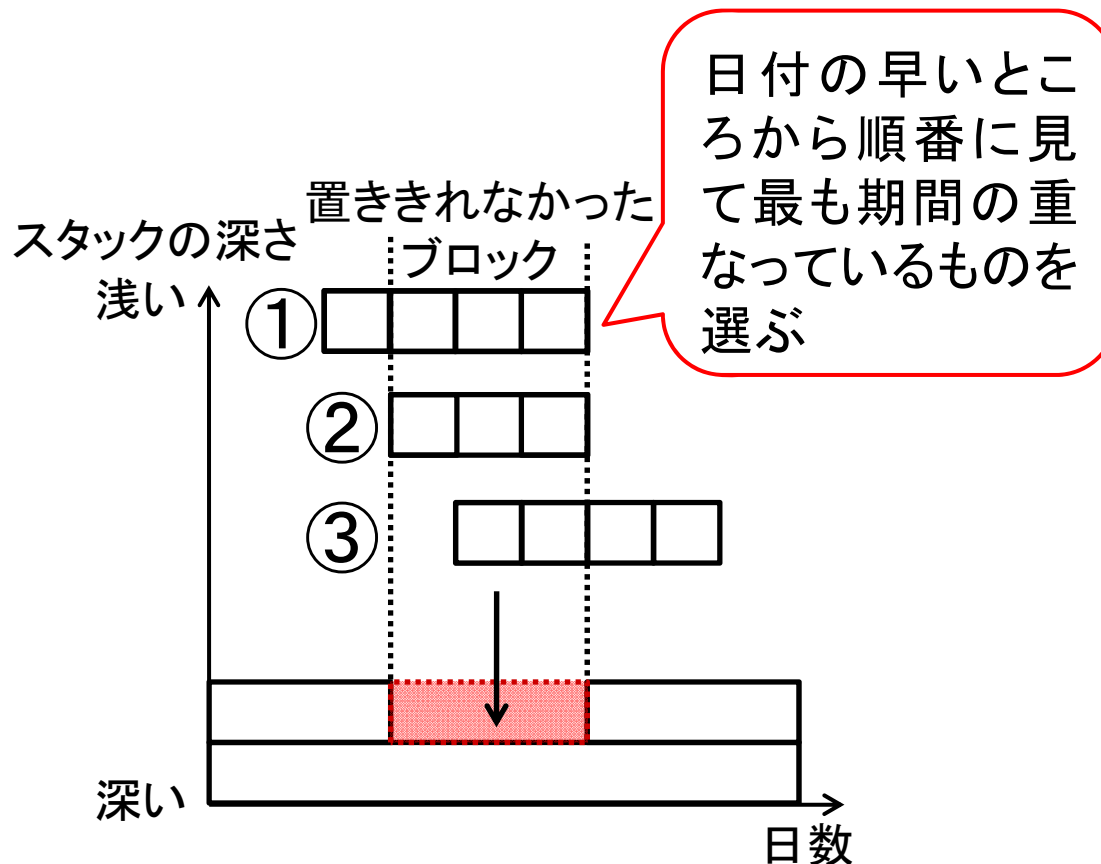 日付の早いとこ
ろから順番に見
て最も期間の重
なっているものを
選ぶ
置ききれなかった
ブロック
スタックの深さ
浅い
①
②
③
深い
日数